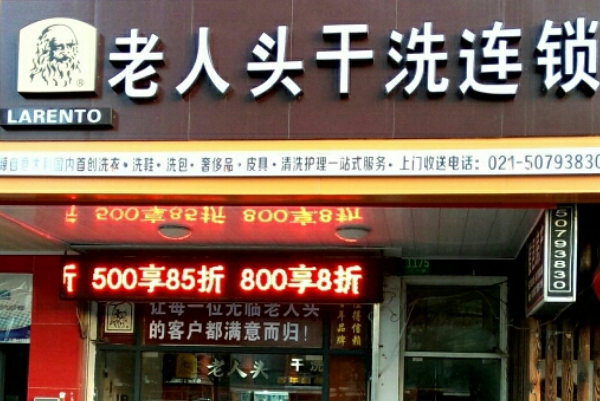 老人头干洗连锁
LARENTO
国内首创洗衣·洗鞋·洗包·奢侈品·皮具·清洗护理一站式服务·上门收送电话：021-50793830
500享85折 800享8折
折 500享85折 800享8折
50793830
1175
让每一位光临老人头
的客户都满意而归！
老人头 干洗